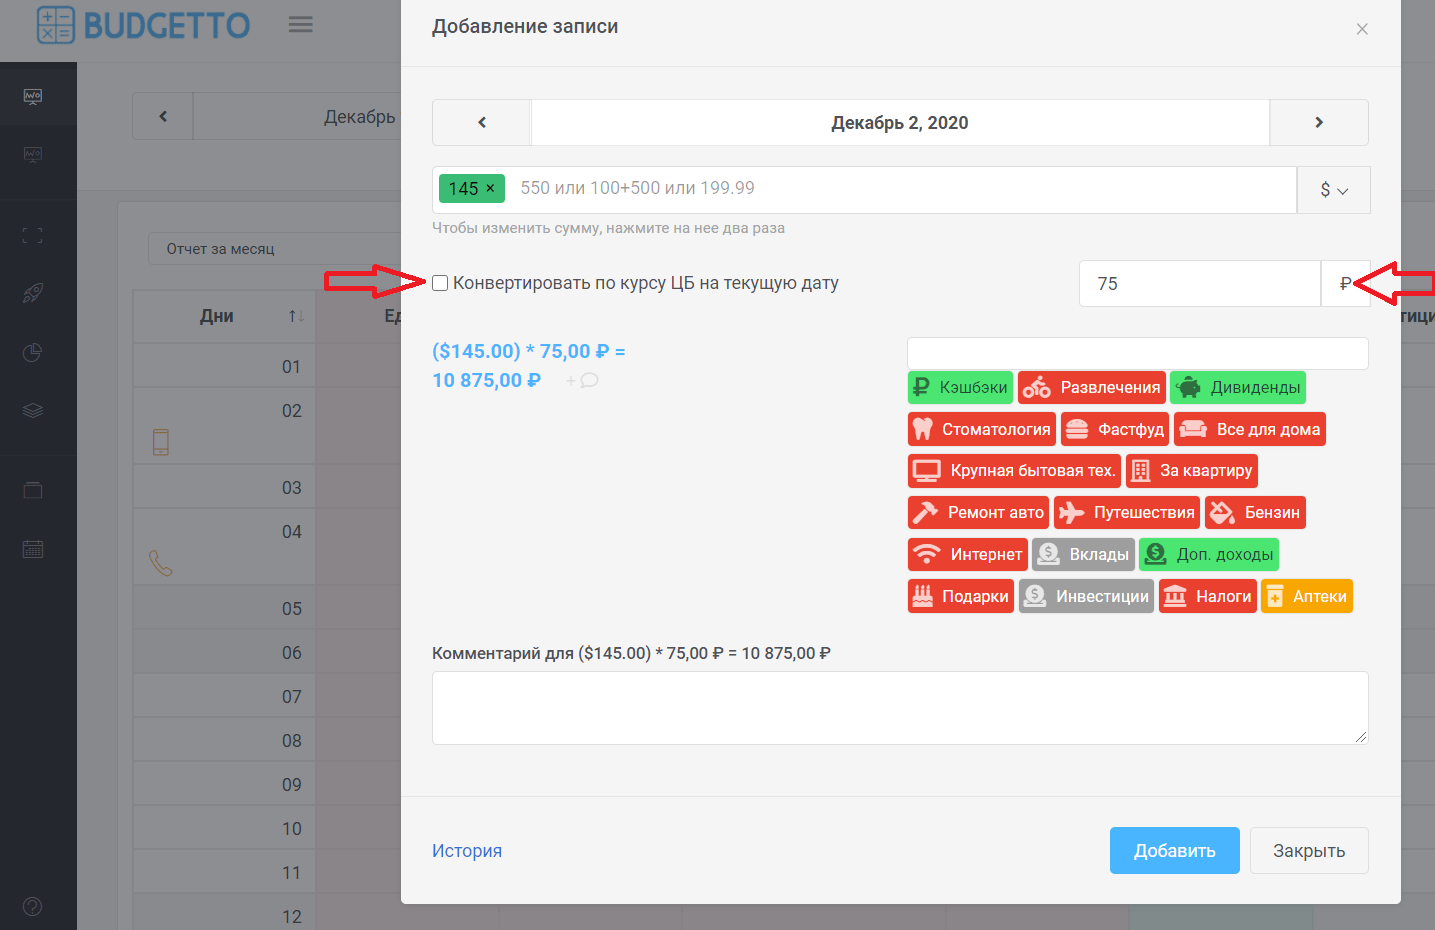 BUDGETTO
Добавление записи
×
Декабрь
Декабрь 2, 2020
145 ×
550 или 100+500 или 199.99
$
Чтобы изменить сумму, нажмите на нее два раза
Отчет за месяц
Конвертировать по курсу ЦБ на текущую дату
75
₽
Дни
Ед
тици
($145.00) * 75,00 ₽ =
10 875,00 ₽ +
Кэшбэки
Развлечения
Дивиденды
Стоматология
Фастфуд
Все для дома
Крупная бытовая тех.
За квартиру
Ремонт авто
Путешествия
Бензин
Интернет
Вклады
Доп. доходы
Подарки
Инвестиции
Налоги
Аптеки
01
02
03
04
05
06
07
08
09
10
11
12
Комментарий для ($145.00) * 75,00 ₽ = 10 875,00 ₽
История
Добавить
Закрыть